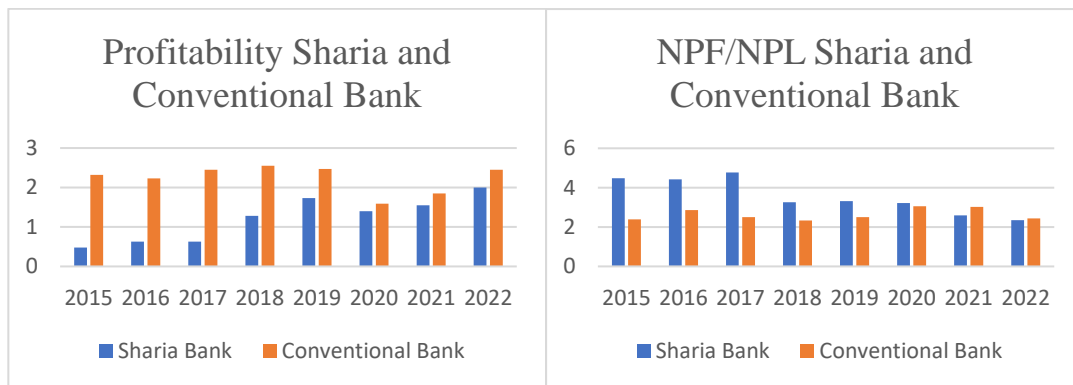 Profitability Sharia and
Conventional Bank
3
2
1
0
2015 2016 2017 2018 2019 2020 2021 2022
Sharia Bank Conventional Bank
NPF/NPL Sharia and
Conventional Bank
6
4
2
0
2015 2016 2017 2018 2019 2020 2021 2022
Sharia Bank Conventional Bank